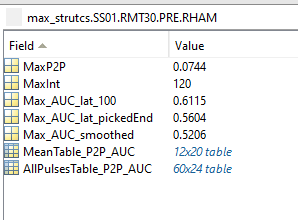 max_strutcs.SS01.RMT30.PRE.RHAM
Field Value
MaxP2P 0.0744
MaxInt 120
Max_AUC_lat_100 0.6115
Max_AUC_lat_pickedEnd 0.5604
Max_AUC_smoothed 0.5206
MeanTable_P2P_AUC 12x20 table
AllPulsesTable_P2P_AUC 60x24 table